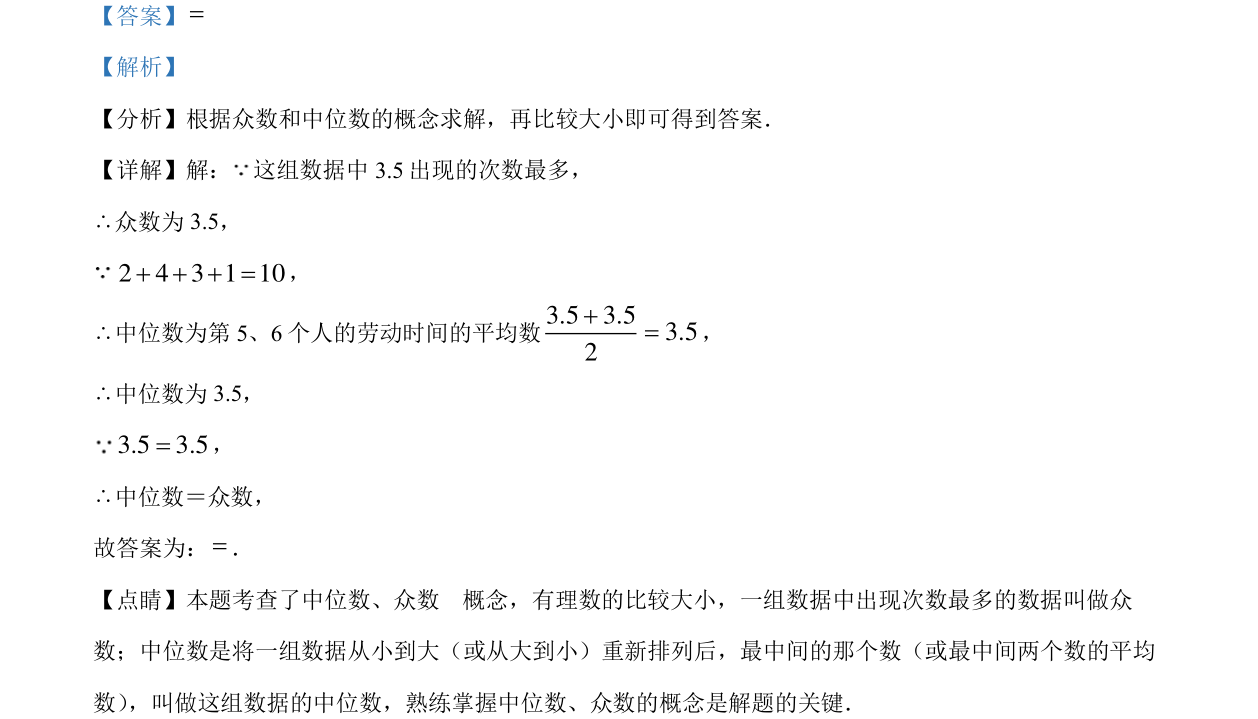 【答案】=
【解析】
【分析】根据众数和中位数的概念求解，再比较大小即可得到答案．
【详解】解：∵这组数据中 3.5 出现的次数最多，
∴众数为 3.5，
∵ 2+4+3+1=10，
∴中位数为第 5、6 个人的劳动时间的平均数 (3.5+3.5)/2 = 3.5，
∴中位数为 3.5，
∵3.5 = 3.5，
∴中位数＝众数，
故答案为：=．
【点睛】本题考查了中位数、众数　概念，有理数的比较大小，一组数据中出现次数最多的数据叫做众
数；中位数是将一组数据从小到大（或从大到小）重新排列后，最中间的那个数（或最中间两个数的平均
数），叫做这组数据的中位数，熟练掌握中位数、众数的概念是解题的关键．